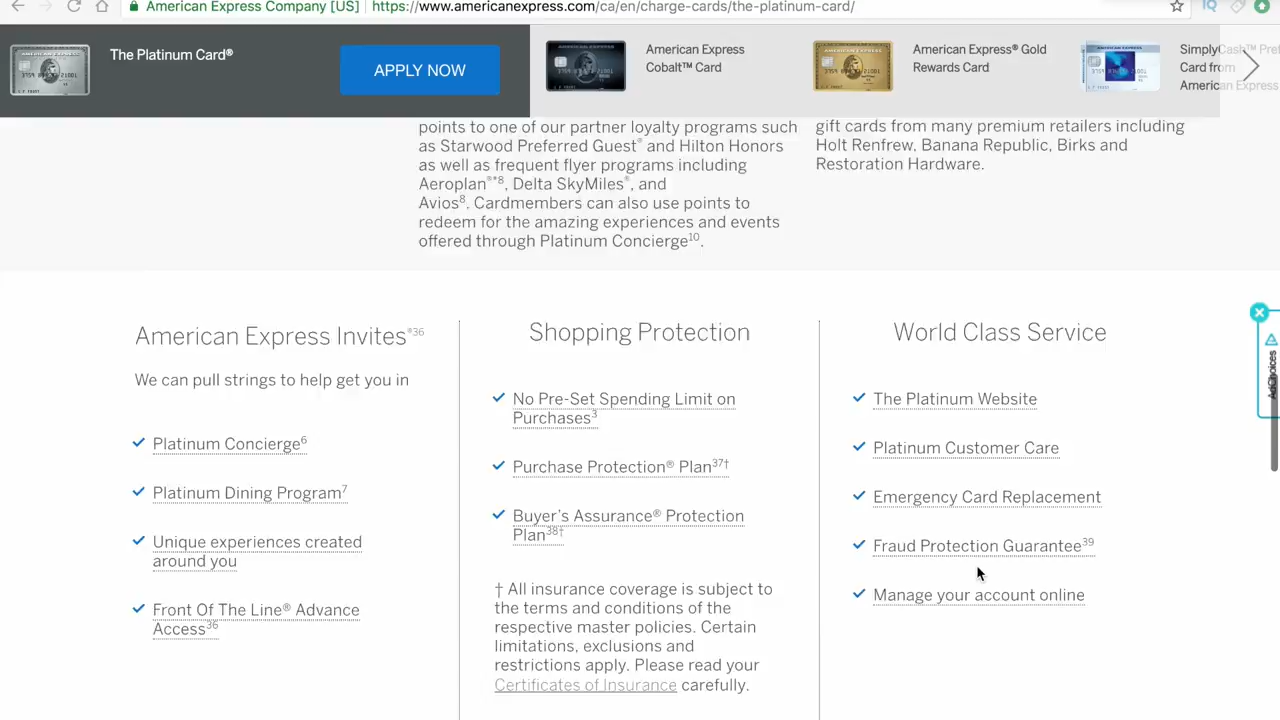 American Express Company [US]
https://www.americanexpress.com/ca/en/charge-cards/the-platinum-card/
The Platinum Card®
APPLY NOW
American Express
Cobalt™ Card
American Express® Gold
Rewards Card
SimplyCash™ Pref
Card from
American Express
points to one of our partner loyalty programs such
as Starwood Preferred Guest® and Hilton Honors
as well as frequent flyer programs including
Aeroplan®*8, Delta SkyMiles®, and
Avios8. Cardmembers can also use points to
redeem for the amazing experiences and events
offered through Platinum Concierge10.
gift cards from many premium retailers including
Holt Renfrew, Banana Republic, Birks and
Restoration Hardware.
American Express Invites®36
We can pull strings to help get you in
Platinum Concierge6
Platinum Dining Program7
Unique experiences created
around you
Front Of The Line® Advance
Access36
Shopping Protection
No Pre-Set Spending Limit on
Purchases3
Purchase Protection® Plan37†
Buyer's Assurance® Protection
Plan38†
† All insurance coverage is subject to
the terms and conditions of the
respective master policies. Certain
limitations, exclusions and
restrictions apply. Please read your
Certificates of Insurance carefully.
World Class Service
The Platinum Website
Platinum Customer Care
Emergency Card Replacement
Fraud Protection Guarantee39
Manage your account online
AdChoices